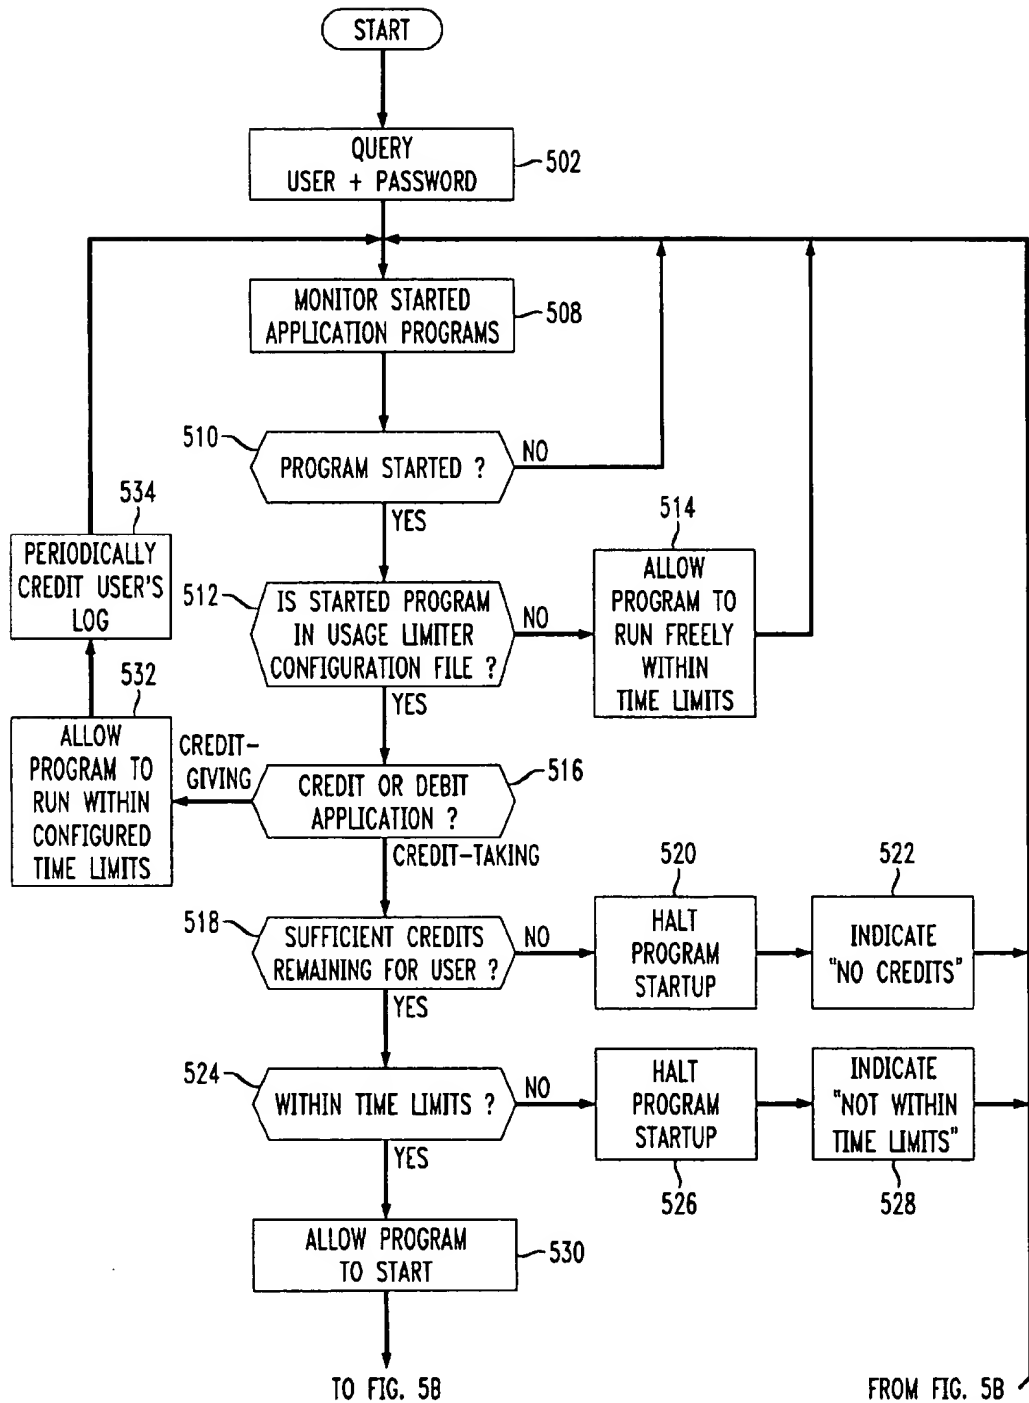 START
QUERY
USER + PASSWORD
502
MONITOR STARTED
APPLICATION PROGRAMS
508
510
PROGRAM STARTED ?
NO
YES
534
PERIODICALLY
CREDIT USER'S
LOG
512
IS STARTED PROGRAM
IN USAGE LIMITER
CONFIGURATION FILE ?
NO
YES
514
ALLOW
PROGRAM TO
RUN FREELY
WITHIN
TIME LIMITS
532
ALLOW
PROGRAM TO
RUN WITHIN
CONFIGURED
TIME LIMITS
CREDIT-
GIVING
CREDIT OR DEBIT
APPLICATION ?
516
CREDIT-TAKING
518
SUFFICIENT CREDITS
REMAINING FOR USER ?
NO
YES
520
HALT
PROGRAM
STARTUP
522
INDICATE
"NO CREDITS"
524
WITHIN TIME LIMITS ?
NO
YES
HALT
PROGRAM
STARTUP
526
INDICATE
"NOT WITHIN
TIME LIMITS"
528
ALLOW PROGRAM
TO START
530
TO FIG. 5B
FROM FIG. 5B